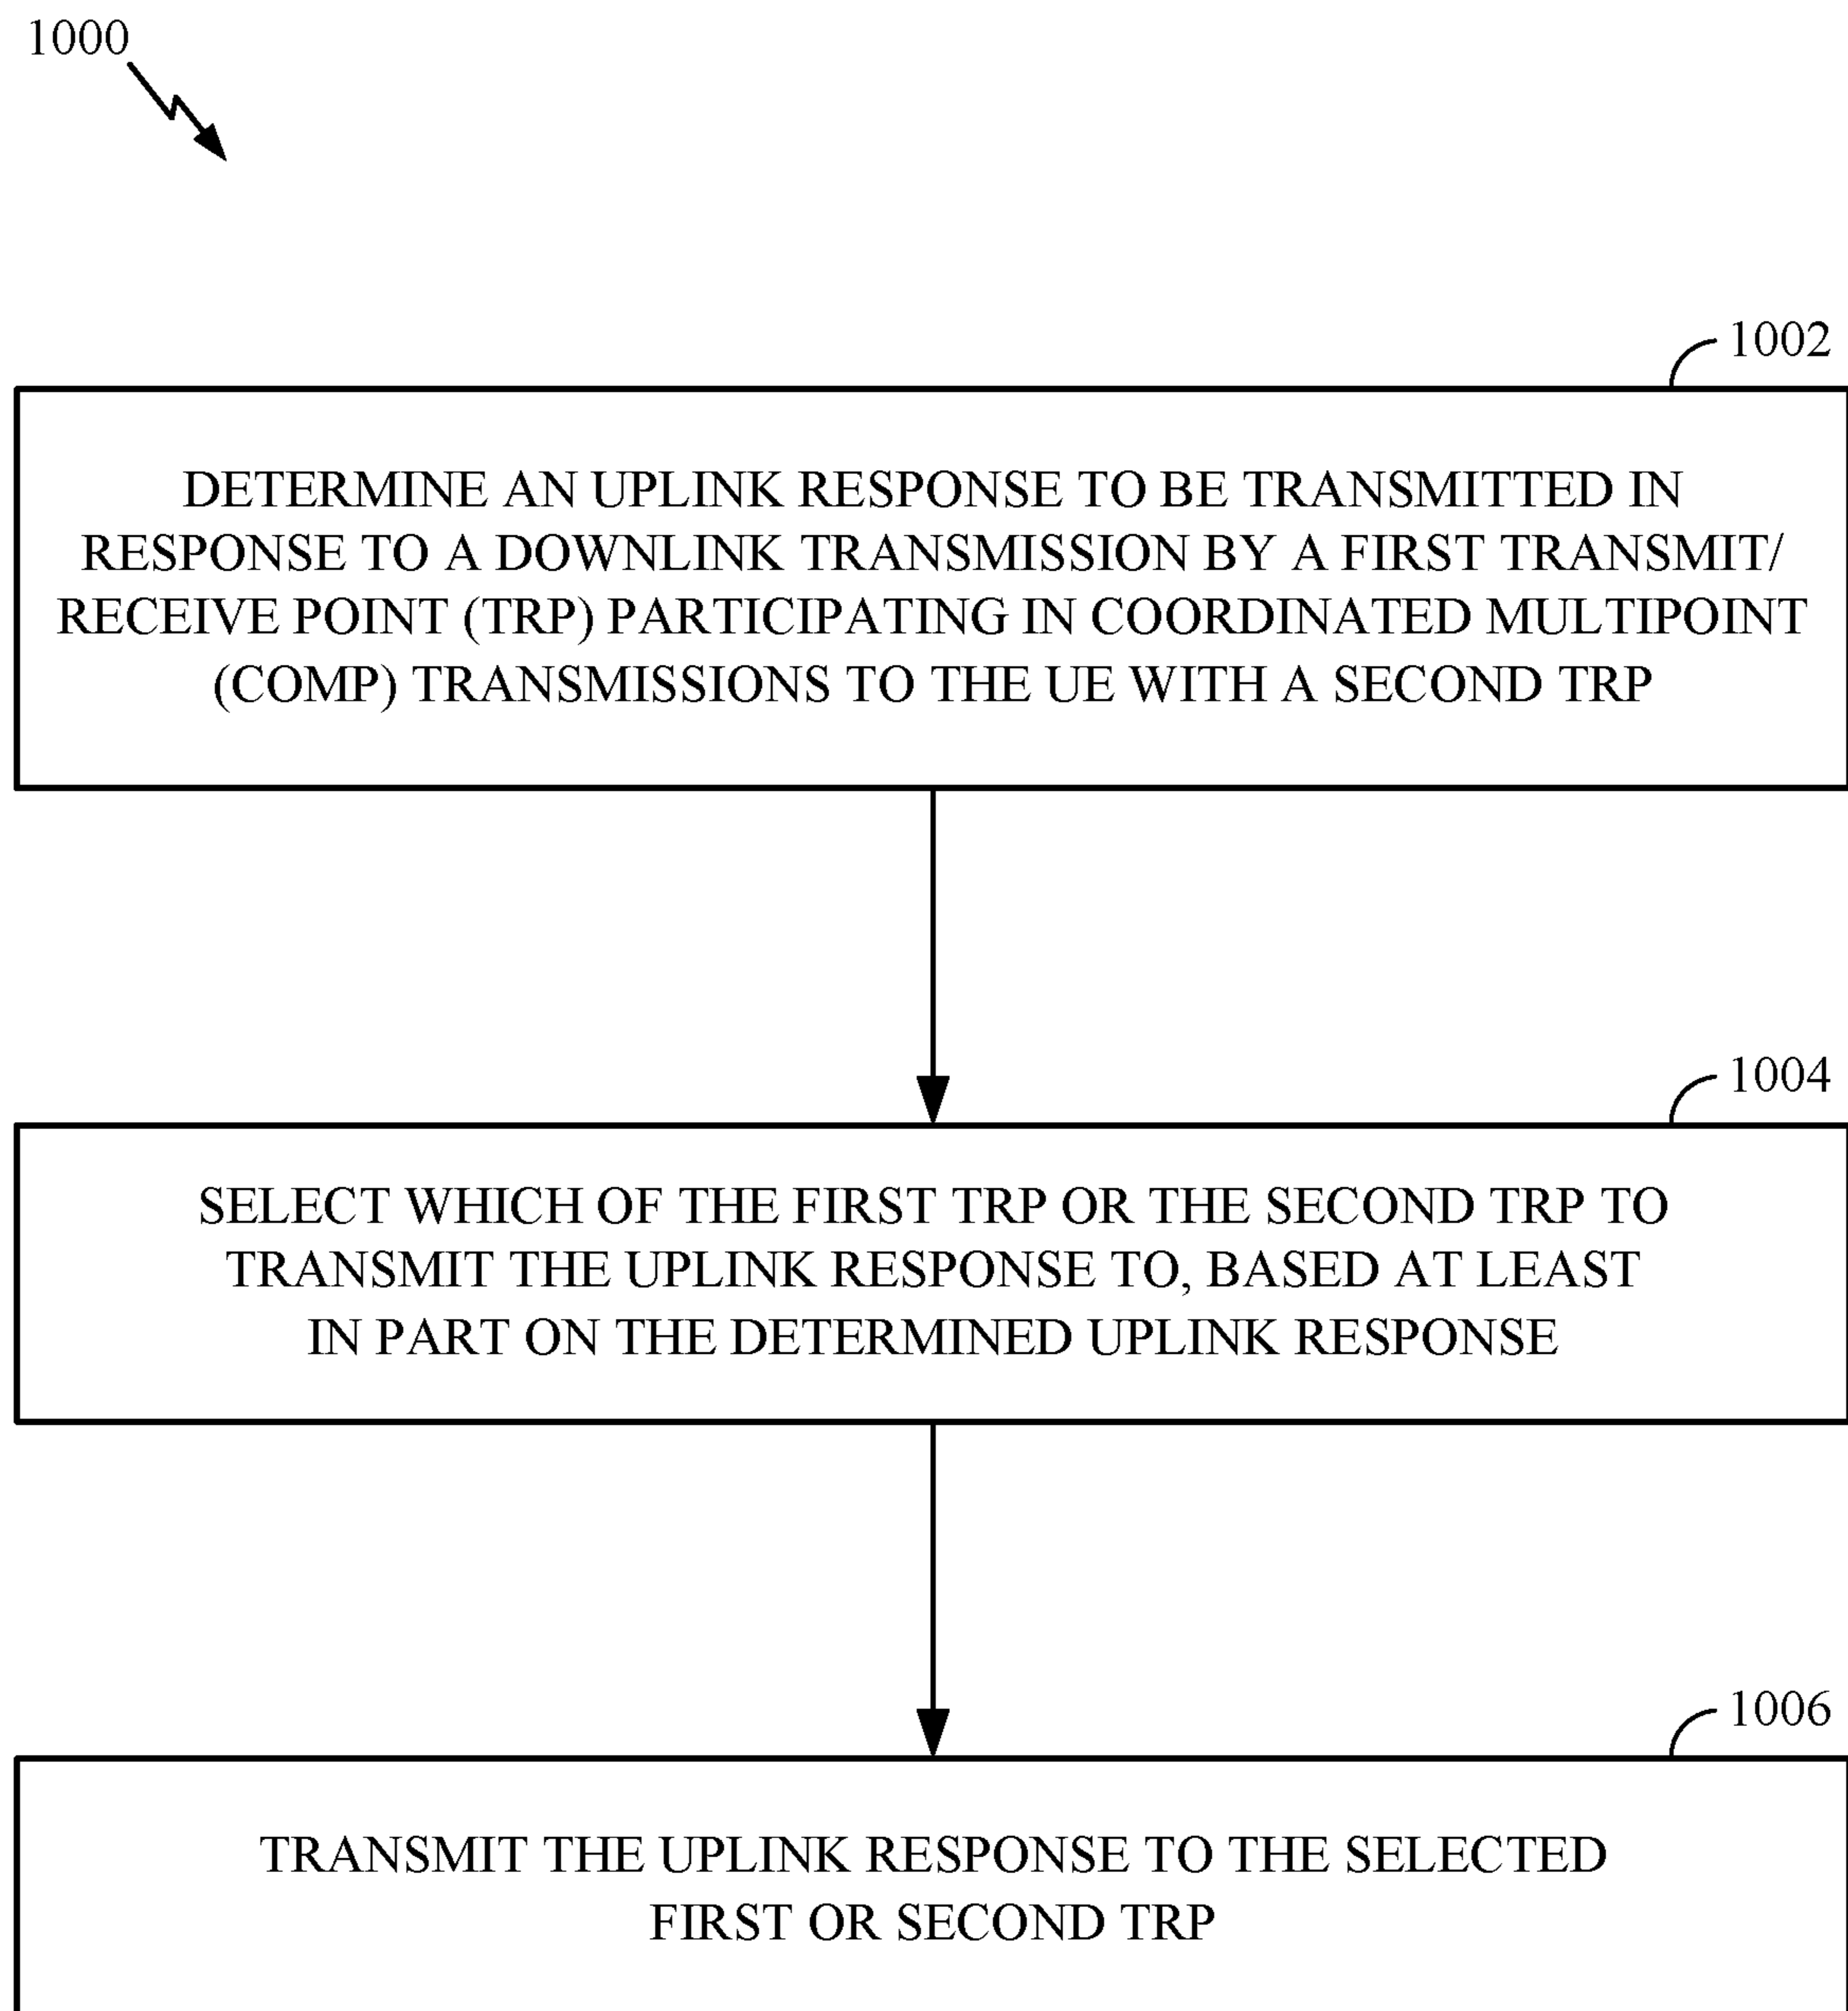 1000
1002
DETERMINE AN UPLINK RESPONSE TO BE TRANSMITTED IN
RESPONSE TO A DOWNLINK TRANSMISSION BY A FIRST TRANSMIT/
RECEIVE POINT (TRP) PARTICIPATING IN COORDINATED MULTIPOINT
(COMP) TRANSMISSIONS TO THE UE WITH A SECOND TRP
1004
SELECT WHICH OF THE FIRST TRP OR THE SECOND TRP TO
TRANSMIT THE UPLINK RESPONSE TO, BASED AT LEAST
IN PART ON THE DETERMINED UPLINK RESPONSE
1006
TRANSMIT THE UPLINK RESPONSE TO THE SELECTED
FIRST OR SECOND TRP